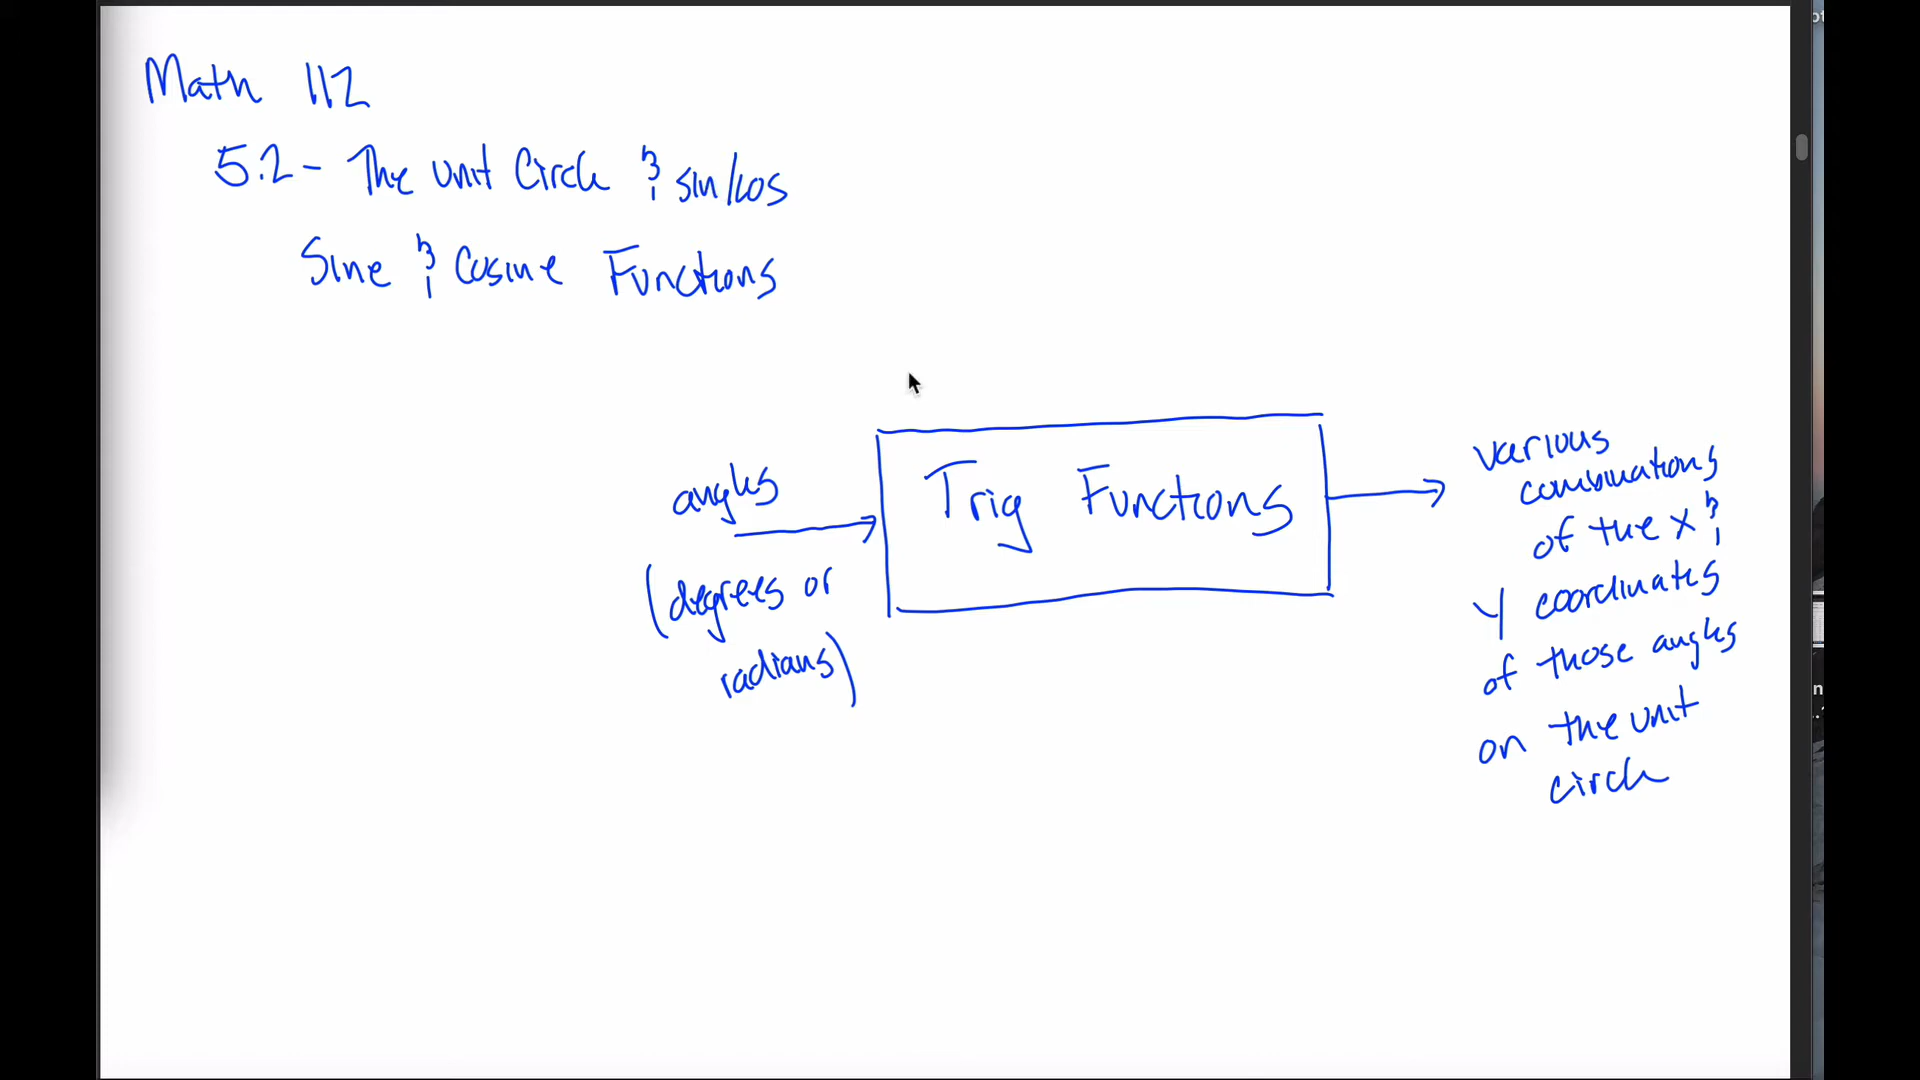 Math 112
5.2 - The Unit Circle & sin/cos
Sine & Cosine Functions
angles
(degrees or
radians)
Trig Functions
various
combinations
of the x &
y coordinates
of those angles
on the unit
circle